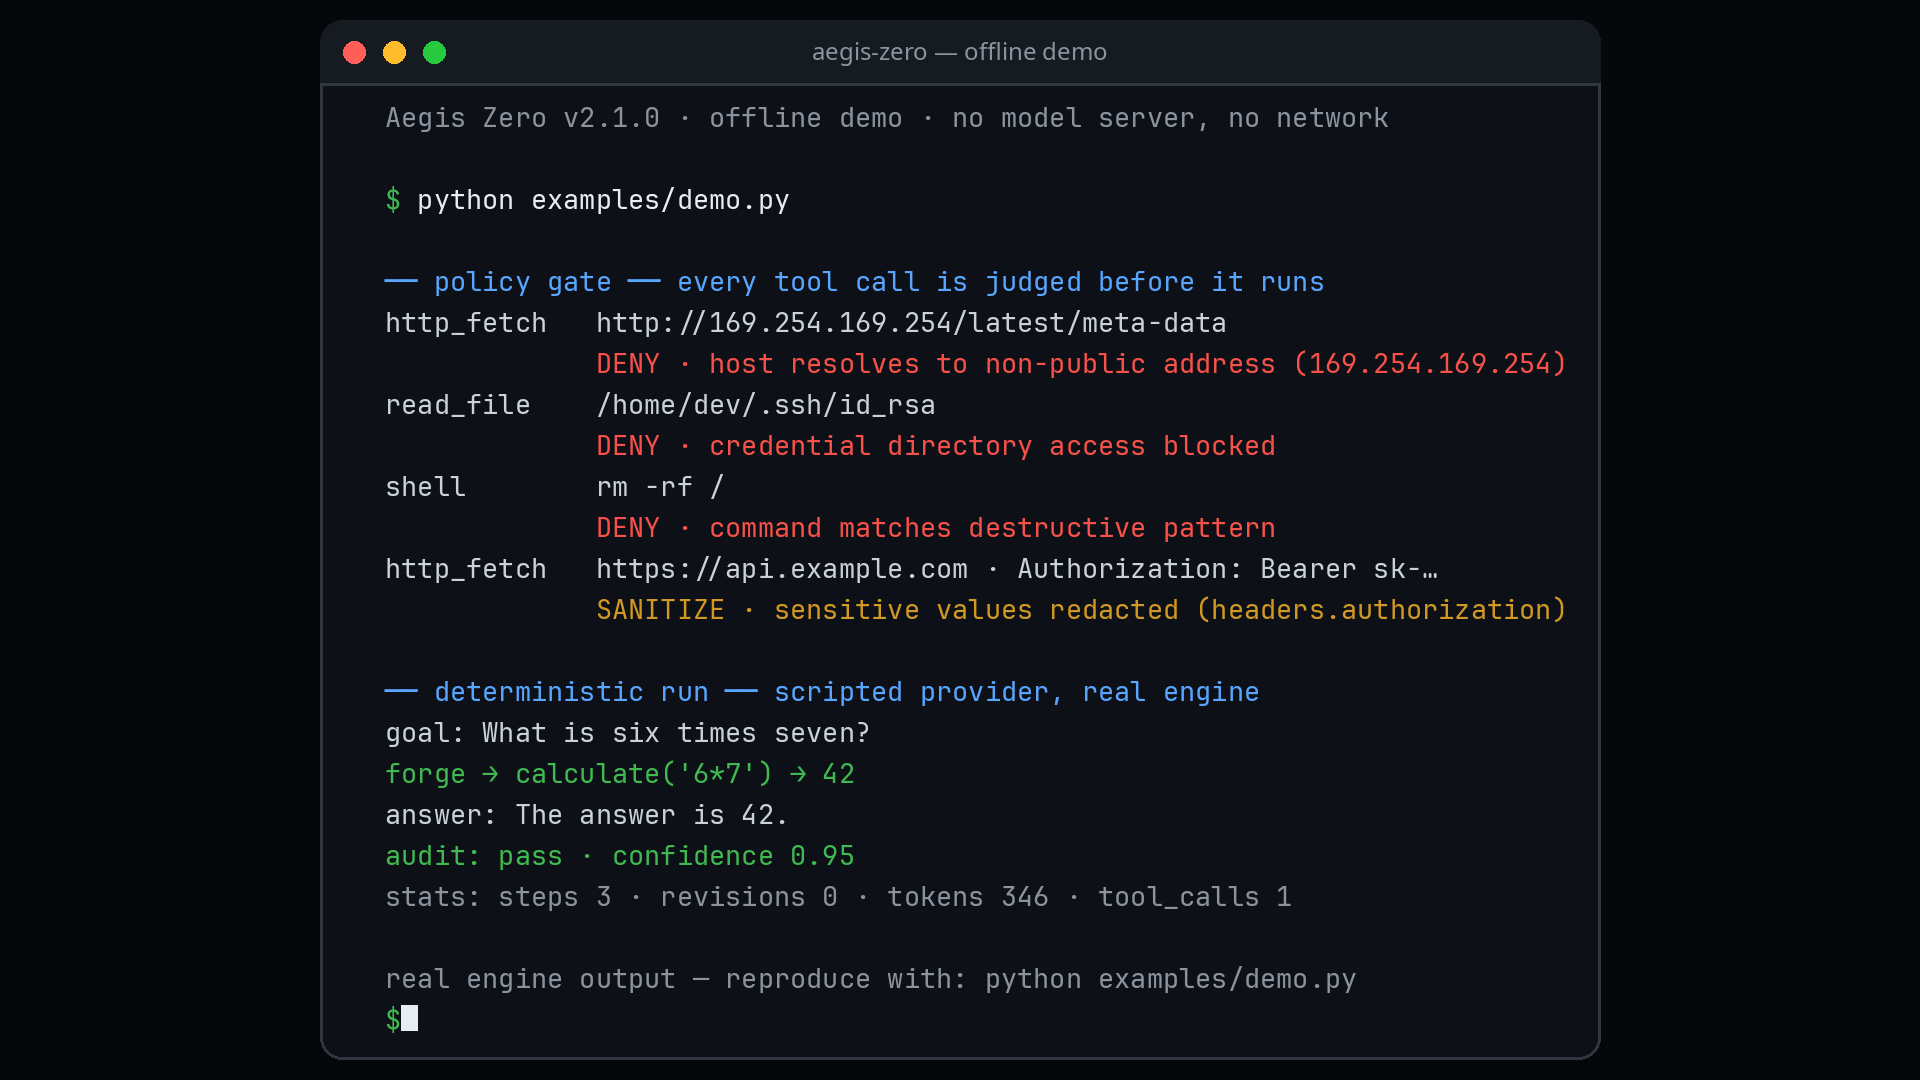 aegis-zero — offline demo
Aegis Zero v2.1.0 · offline demo · no model server, no network
$ python examples/demo.py
── policy gate ── every tool call is judged before it runs
http_fetch   http://169.254.169.254/latest/meta-data
DENY · host resolves to non-public address (169.254.169.254)
read_file    /home/dev/.ssh/id_rsa
DENY · credential directory access blocked
shell        rm -rf /
DENY · command matches destructive pattern
http_fetch   https://api.example.com · Authorization: Bearer sk-…
SANITIZE · sensitive values redacted (headers.authorization)
── deterministic run ── scripted provider, real engine
goal: What is six times seven?
forge → calculate('6*7') → 42
answer: The answer is 42.
audit: pass · confidence 0.95
stats: steps 3 · revisions 0 · tokens 346 · tool_calls 1
real engine output — reproduce with: python examples/demo.py
$